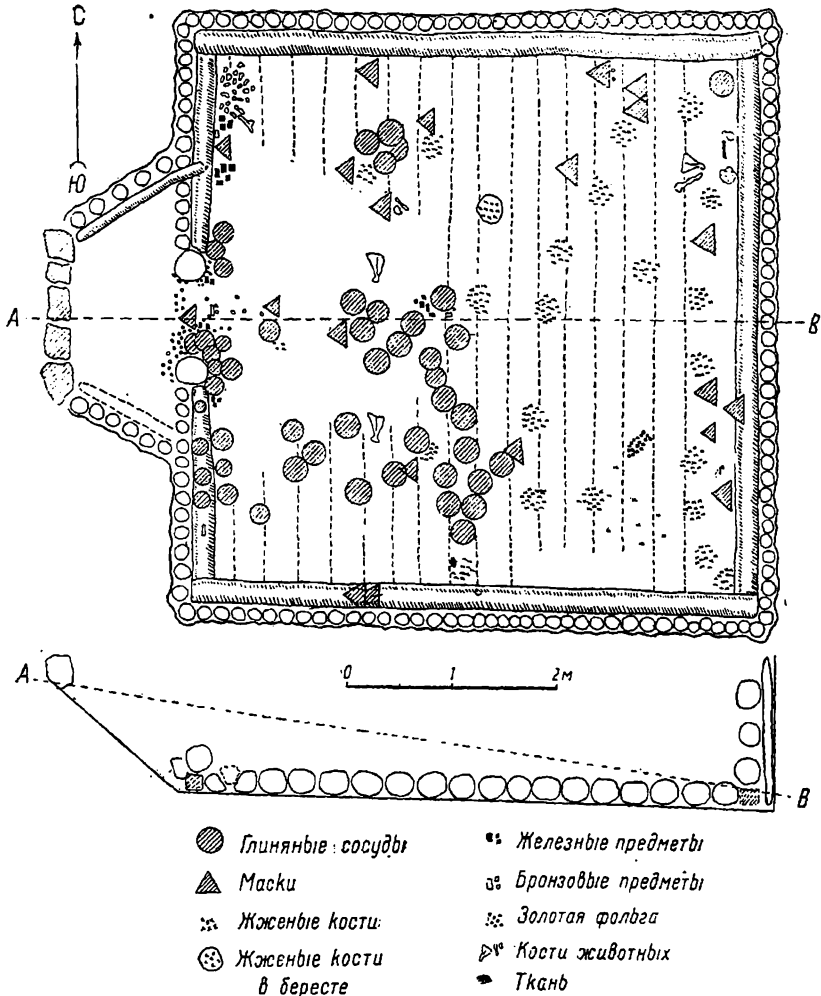 С
Ю
А
В
0 1 2м
А
В
Глиняные сосуды
Маски
Жженые кости
Жженые кости
в бересте
Железные предметы
Бронзовые предметы
Золотая фольга
Кости животных
Ткань